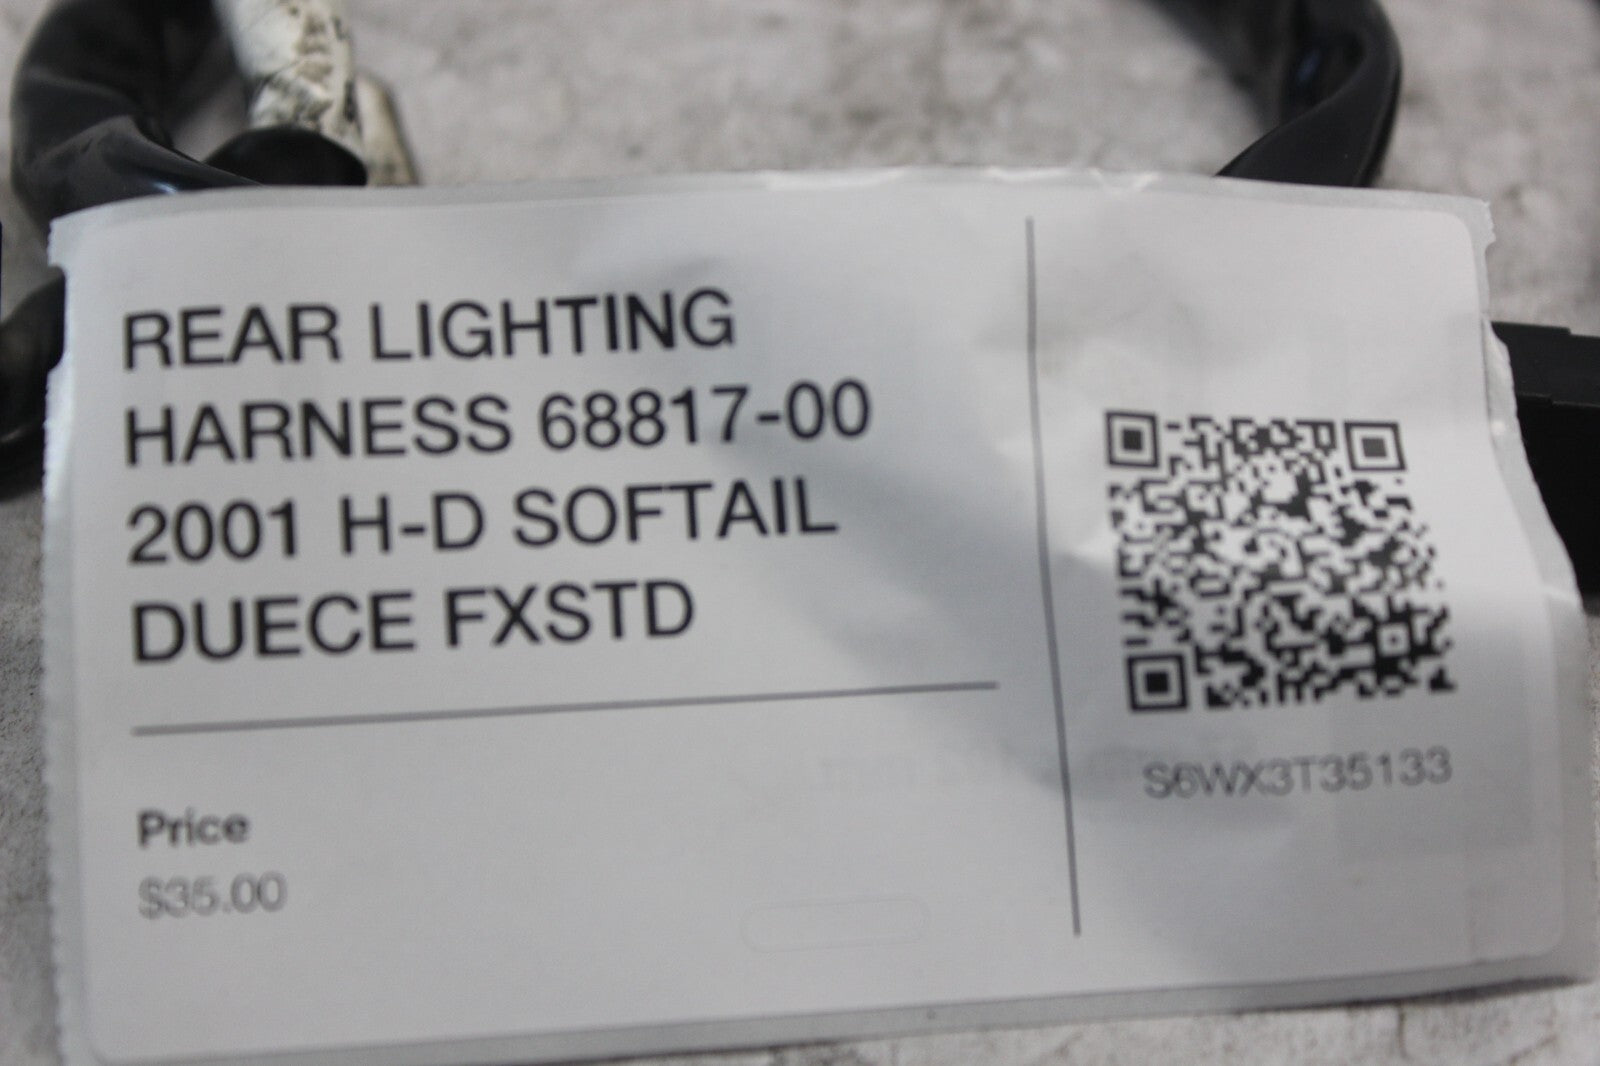 REAR LIGHTING
HARNESS 68817-00
2001 H-D SOFTAIL
DUECE FXSTD
Price
$35.00
S6WX3T35133